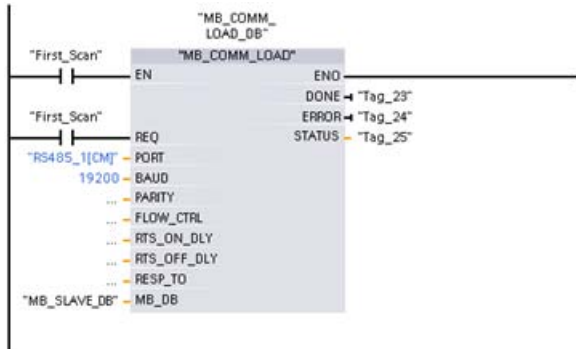 "MB_COMM_
LOAD_DB"
"First_Scan"
"MB_COMM_LOAD"
EN
ENO
DONE
"Tag_23"
"First_Scan"
ERROR
"Tag_24"
REQ
STATUS
"Tag_25"
"RS485_1[CM]"
PORT
19200
BAUD
...
PARITY
...
FLOW_CTRL
...
RTS_ON_DLY
...
RTS_OFF_DLY
...
RESP_TO
"MB_SLAVE_DB"
MB_DB